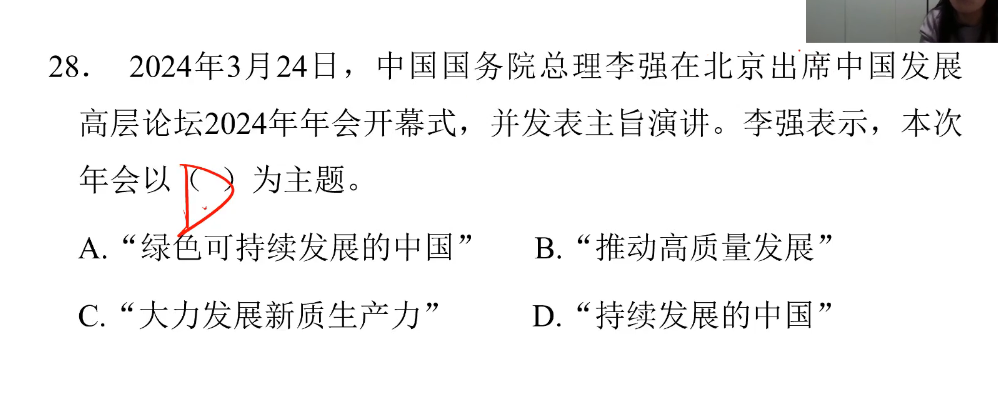 28. 2024年3月24日，中国国务院总理李强在北京出席中国发展
高层论坛2024年年会开幕式，并发表主旨演讲。李强表示，本次
年会以（D）为主题。
A.“绿色可持续发展的中国” B.“推动高质量发展”
C.“大力发展新质生产力” D.“持续发展的中国”